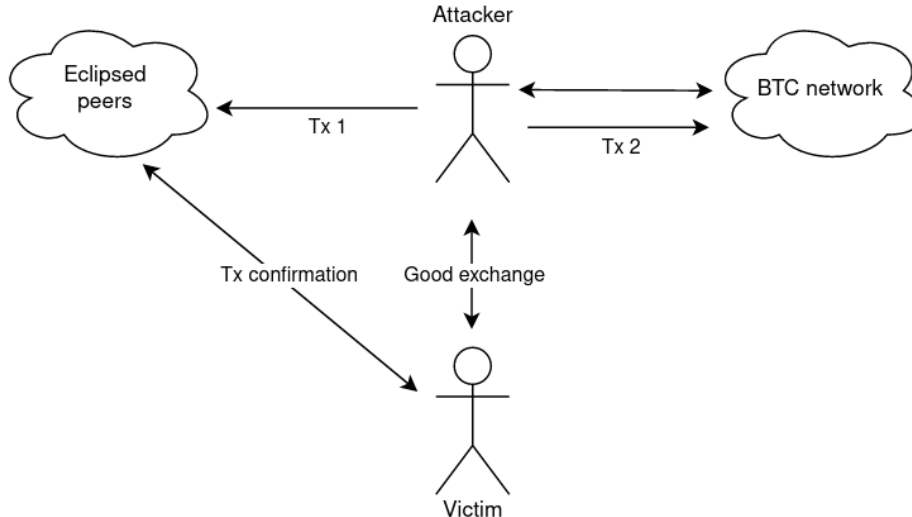 Attacker
Eclipsed
peers
BTC network
Tx 1
Tx 2
Tx confirmation
Good exchange
Victim